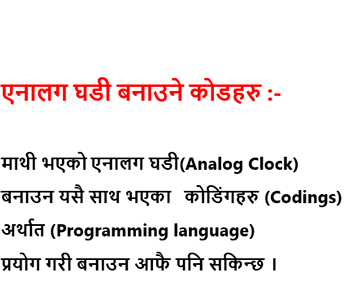 एनालग घडी बनाउने कोडहरु :-
माथी भएको एनालग घडी(Analog Clock)
बनाउन यसै साथ भएका कोडिंगहरु (Codings)
अर्थात (Programming language)
प्रयोग गरी बनाउन आफै पनि सकिन्छ ।